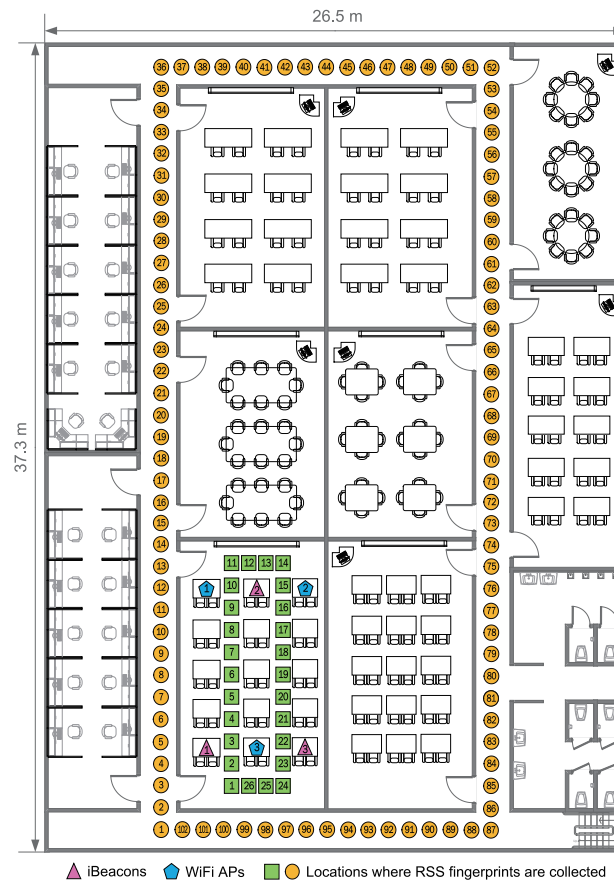 26.5 m
37.3 m
36 37 38 39 40 41 42 43 44 45 46 47 48 49 50 51 52
35 53
34 54
33 55
32 56
31 57
30 58
29 59
28 60
27 61
26 62
25 63
24 64
23 65
22 66
21 67
20 68
19 69
18 70
17 71
16 72
15 73
14 74
13 11 12 13 14 75
12 1 10 2 15 2 76
11 9 16 77
10 8 17 78
9 7 18 79
8 6 19 80
7 5 20 81
6 4 21 82
5 1 3 3 22 3 83
4 2 23 84
3 1 26 25 24 85
2 86
1 102 101 100 99 98 97 96 95 94 93 92 91 90 89 88 87
iBeacons WiFi APs Locations where RSS fingerprints are collected